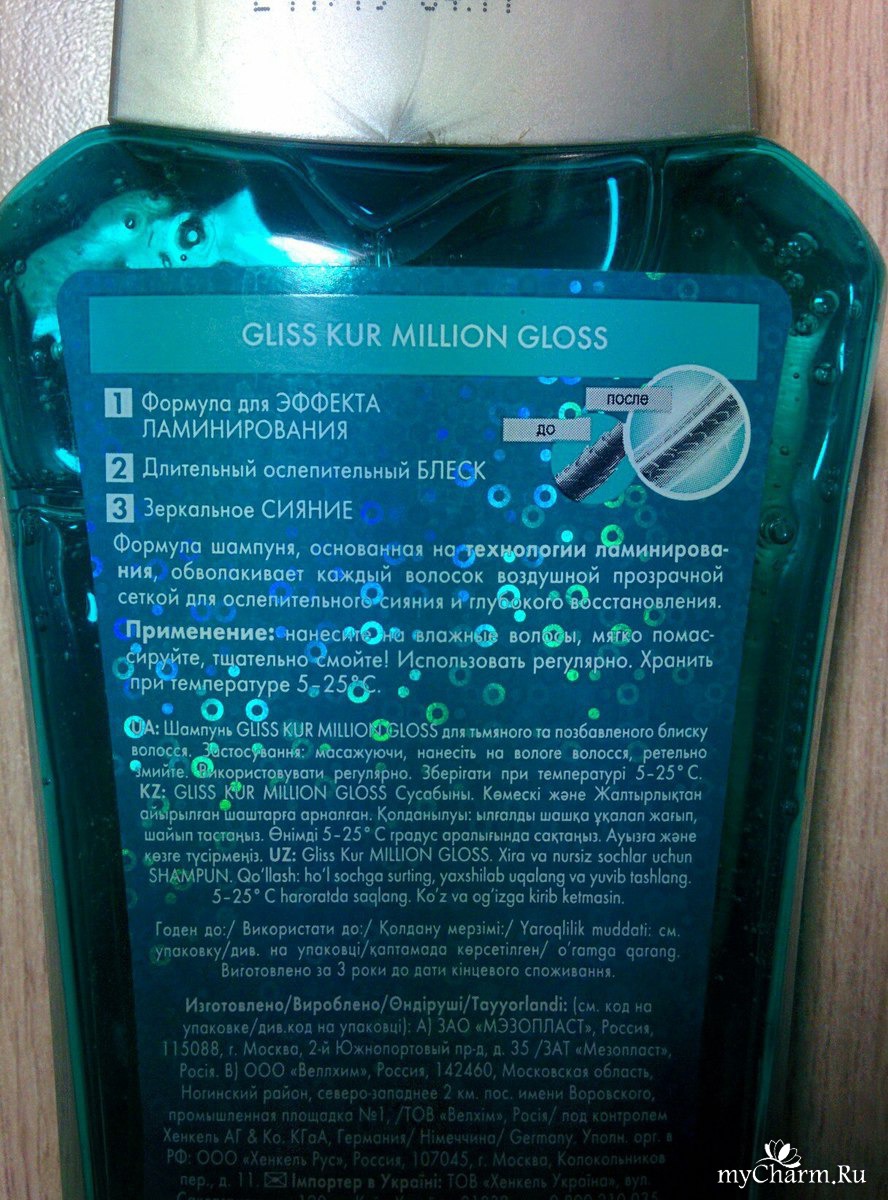 GLISS KUR MILLION GLOSS
1 Формула для ЭФФЕКТА
ЛАМИНИРОВАНИЯ
после
до
2 Длительный ослепительный БЛЕСК
3 Зеркальное СИЯНИЕ
Формула шампуня, основанная на технологии ламинирова-
ния, обволакивает каждый волосок воздушной прозрачной
сеткой для ослепительного сияния и глубокого восстановления.
Применение: нанесите на влажные волосы, мягко помас-
сируйте, тщательно смойте! Использовать регулярно. Хранить
при температуре 5–25°C.
UA: Шампунь GLISS KUR MILLION GLOSS для тьмяного та позбавленого блиску
волосся. Застосування: масажуючи, нанесіть на вологе волосся, ретельно
змийте. Використовувати регулярно. Зберігати при температурі 5–25°C.
KZ: GLISS KUR MILLION GLOSS Сусабыны. Көмескі және Жалтырлықтан
айырылған шаштарға арналған. Қолданылуы: ылғалды шашқа ұқалап жағып,
шайып тастаңыз. Өнімді 5–25°C градус аралығында сақтаңыз. Ауызға және
көзге түсірмеңіз. UZ: Gliss Kur MILLION GLOSS. Xira va nursiz sochlar uchun
SHAMPUN. Qo'llash: ho'l sochga surting, yaxshilab uqalang va yuvib tashlang.
5–25°C haroratda saqlang. Ko'z va og'izga kirib ketmasin.
Годен до:/ Використати до:/ Қолдану мерзімі:/ Yaroqlilik muddati: см.
упаковку/див. на упаковці/қаптамада көрсетілген/ o'ramga qarang.
Виготовлено за 3 роки до дати кінцевого споживання.
Изготовлено/Вироблено/Өндіруші/Tayyorlandi: (см. код на
упаковке/див.код на упаковці): А) ЗАО «МЭЗОПЛАСТ», Россия,
115088, г. Москва, 2-й Южнопортовый пр-д, д. 35 /ЗАТ «Мезопласт»,
Росія. В) ООО «Веллхим», Россия, 142460, Московская область,
Ногинский район, северо-западнее 2 км. пос. имени Воровского,
промышленная площадка №1, /ТОВ «Велхім», Росія/ под контролем
Хенкель АГ & Ко. КГаА, Германия/ Німеччина/ Germany. Уполн. орг. в
РФ: ООО «Хенкель Рус», Россия, 107045, г. Москва, Колокольников
пер., д. 11. Імпортер в Україні: ТОВ «Хенкель Україна», вул.
myCharm.Ru